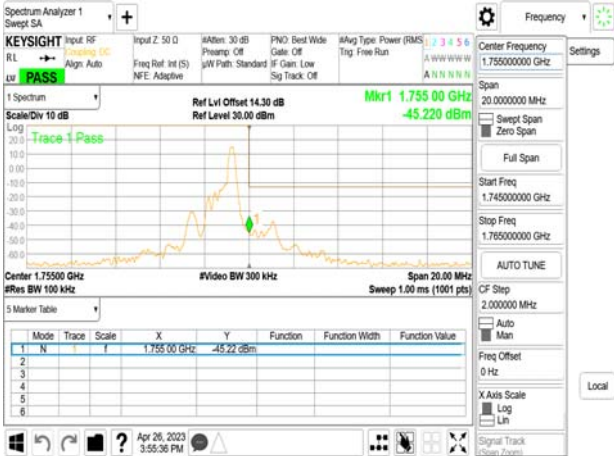 Spectrum Analyzer 1
Swept SA
+
Frequency
KEYSIGHT
RL
LW PASS
Input: RF
Coupling: DC
Align: Auto
Input Z: 50 Ω
Freq Ref: Int (S)
NFE: Adaptive
#Atten: 30 dB
Preamp: Off
µW Path: Standard
PNO: Best Wide
Gate: Off
IF Gain: Low
Sig Track: Off
#Avg Type: Power (RMS
Trig: Free Run
1 2 3 4 5 6
A W W W W W
A N N N N N
1 Spectrum
Scale/Div 10 dB
Ref Lvl Offset 14.30 dB
Ref Level 30.00 dBm
Mkr1 1.755 00 GHz
-45.220 dBm
Log
Trace 1 Pass
20.0
10.0
0.00
-10.0
-20.0
-30.0
-40.0
-50.0
-60.0
1
Center 1.75500 GHz
#Res BW 100 kHz
#Video BW 300 kHz
Span 20.00 MHz
Sweep 1.00 ms (1001 pts)
5 Marker Table
Mode Trace Scale X Y Function Function Width Function Value
1 N 1 f 1.755 00 GHz -45.22 dBm
2
3
4
5
6
?
Apr 26, 2023
3:55:36 PM
Center Frequency
1.755000000 GHz
Span
20.0000000 MHz
Swept Span
Zero Span
Full Span
Start Freq
1.745000000 GHz
Stop Freq
1.765000000 GHz
AUTO TUNE
CF Step
2.000000 MHz
Auto
Man
Freq Offset
0 Hz
X Axis Scale
Log
Lin
Signal Track
(Span Zoom)
Settings
Local